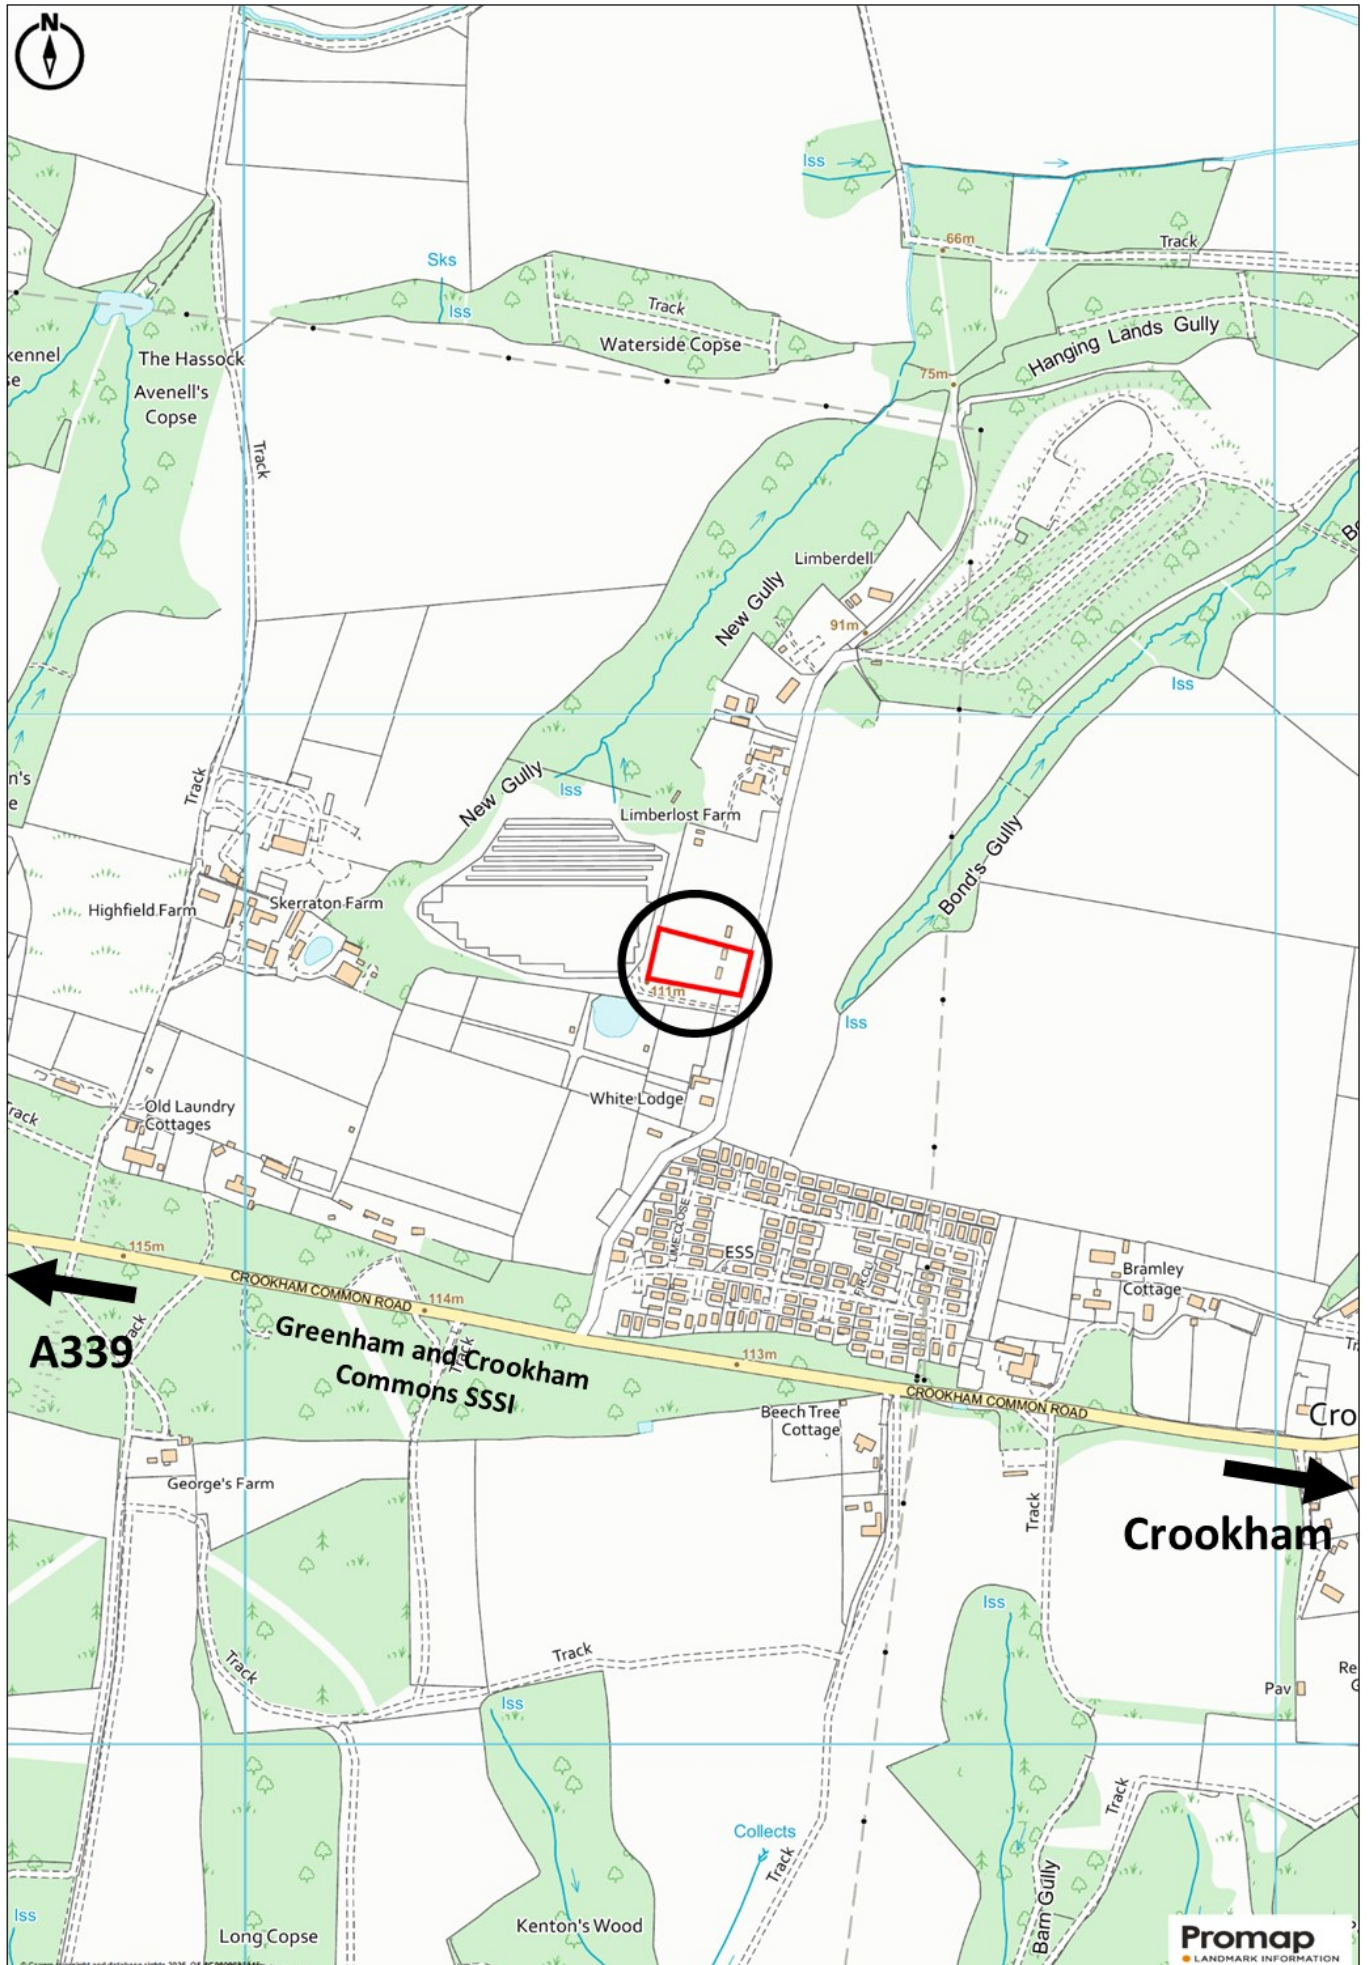 N
Iss
66m
Track
Sks
Iss
Track
Waterside Copse
Hanging Lands Gully
75m
The Hassock
Avenell's
Copse
Track
Limberdell
New Gully
91m
Iss
Track
New Gully
Iss
Limberlost Farm
Bond's Gully
Highfield Farm
Skerraton Farm
111m
Iss
White Lodge
Old Laundry
Cottages
LIME CLOSE
ESS
FIR CL
115m
CROOKHAM COMMON ROAD
114m
Bramley
Cottage
A339
Track
Greenham and Crookham
Commons SSSI
Track
113m
CROOKHAM COMMON ROAD
Beech Tree
Cottage
Cro
George's Farm
Track
Crookham
Iss
Track
Track
Iss
Pav
Collects
Track
Track
Iss
Kenton's Wood
Long Copse
Barn Gully
Promap
LANDMARK INFORMATION